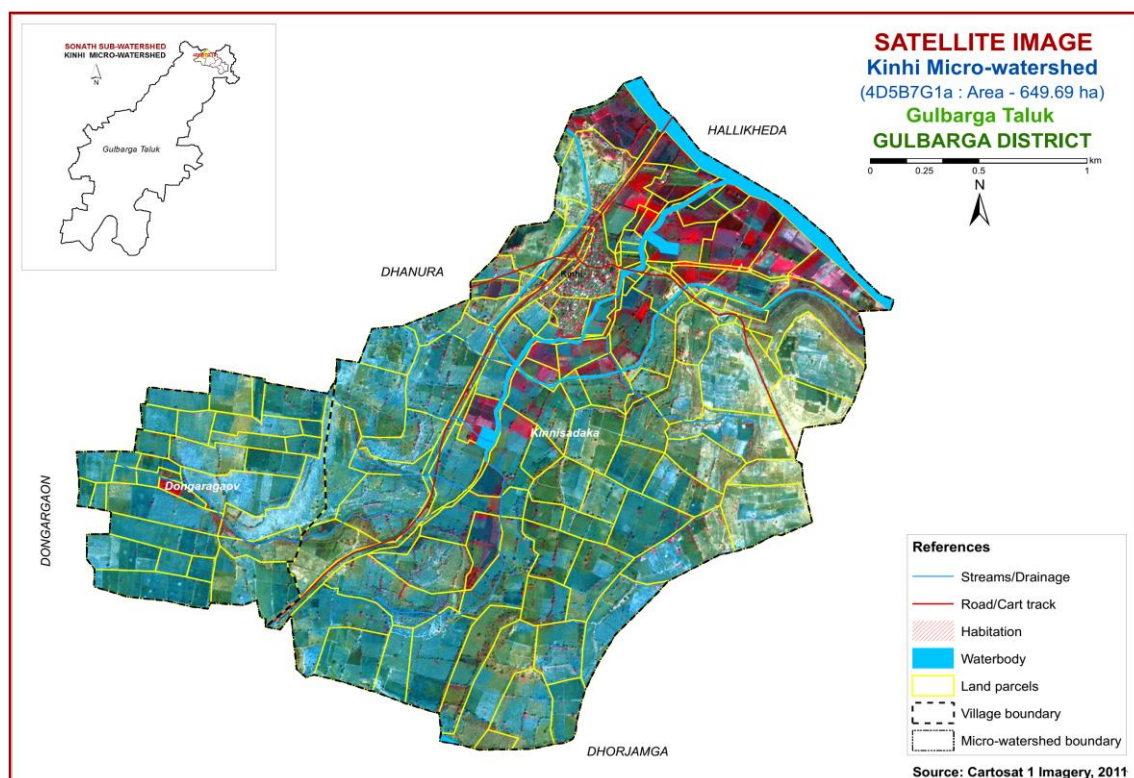 SONATH SUB-WATERSHED
KINHI MICRO-WATERSHED
N
Gulbarga Taluk
SATELLITE IMAGE
Kinhi Micro-watershed
(4D5B7G1a : Area - 649.69 ha)
Gulbarga Taluk
GULBARGA DISTRICT
km
0 0.25 0.5 1
N
HALLIKHEDA
DHANURA
Kinhi
Kinnisadaka
Dongaragaov
DONGARGAON
DHORJAMGA
References
Streams/Drainage
Road/Cart track
Habitation
Waterbody
Land parcels
Village boundary
Micro-watershed boundary
Source: Cartosat 1 Imagery, 2011